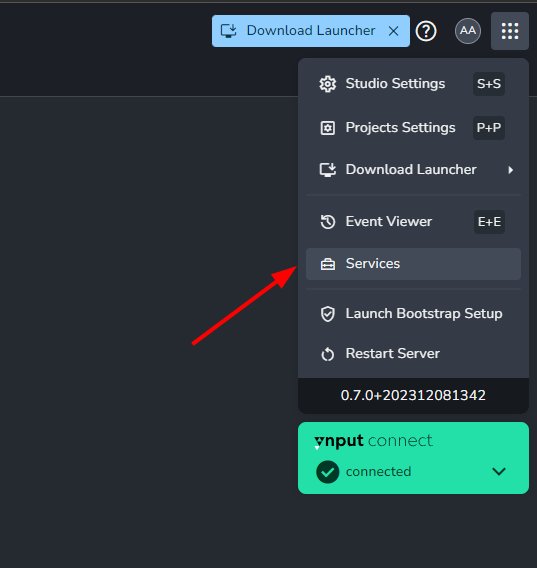 Download Launcher
AA
Studio Settings S+S
Projects Settings P+P
Download Launcher
Event Viewer E+E
Services
Launch Bootstrap Setup
Restart Server
0.7.0+202312081342
ynput connect
connected